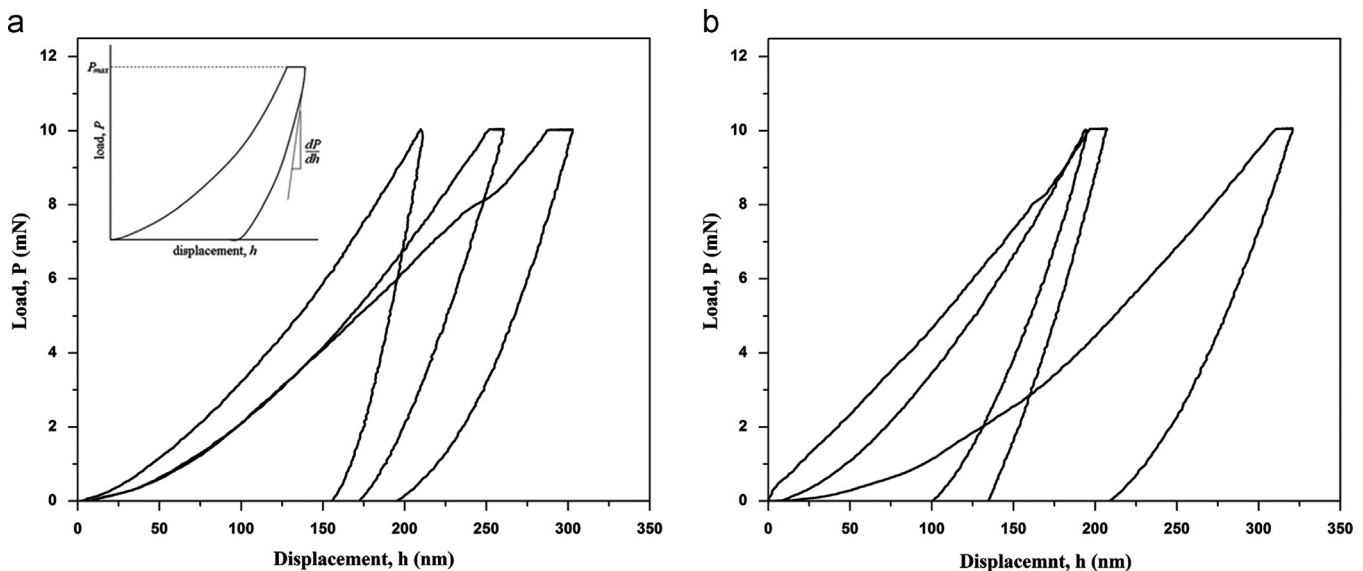 a
12
10
8
6
4
2
0
Load, P (mN)
0 50 100 150 200 250 300 350
Displacement, h (nm)
Pmax
load, P
dP
dh
displacement, h
b
12
10
8
6
4
2
0
Load, P (mN)
0 50 100 150 200 250 300 350
Displacemnt, h (nm)